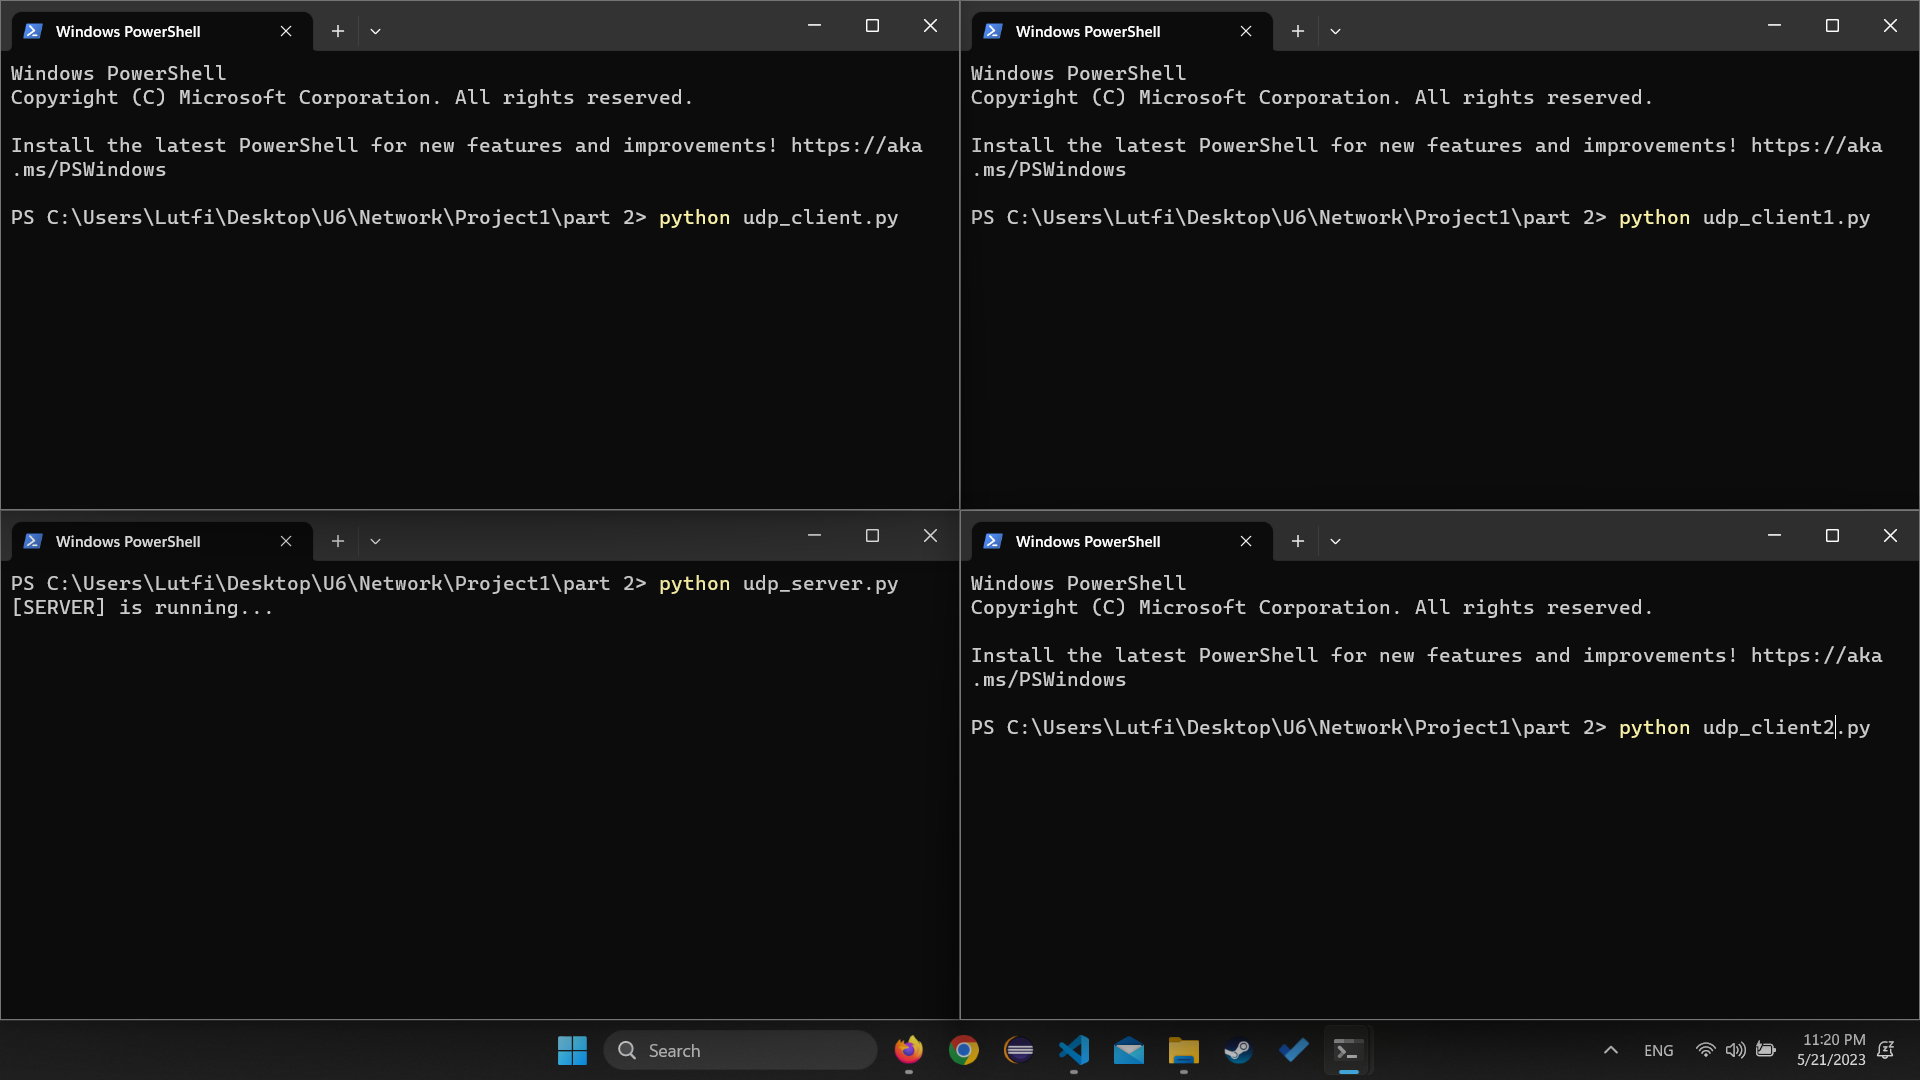 Windows PowerShell
Windows PowerShell
Copyright (C) Microsoft Corporation. All rights reserved.
Install the latest PowerShell for new features and improvements! https://aka
.ms/PSWindows
PS C:\Users\Lutfi\Desktop\U6\Network\Project1\part 2> python udp_client.py
Windows PowerShell
Windows PowerShell
Copyright (C) Microsoft Corporation. All rights reserved.
Install the latest PowerShell for new features and improvements! https://aka
.ms/PSWindows
PS C:\Users\Lutfi\Desktop\U6\Network\Project1\part 2> python udp_client1.py
Windows PowerShell
PS C:\Users\Lutfi\Desktop\U6\Network\Project1\part 2> python udp_server.py
[SERVER] is running...
Windows PowerShell
Windows PowerShell
Copyright (C) Microsoft Corporation. All rights reserved.
Install the latest PowerShell for new features and improvements! https://aka
.ms/PSWindows
PS C:\Users\Lutfi\Desktop\U6\Network\Project1\part 2> python udp_client2.py
Search
ENG
11:20 PM
5/21/2023